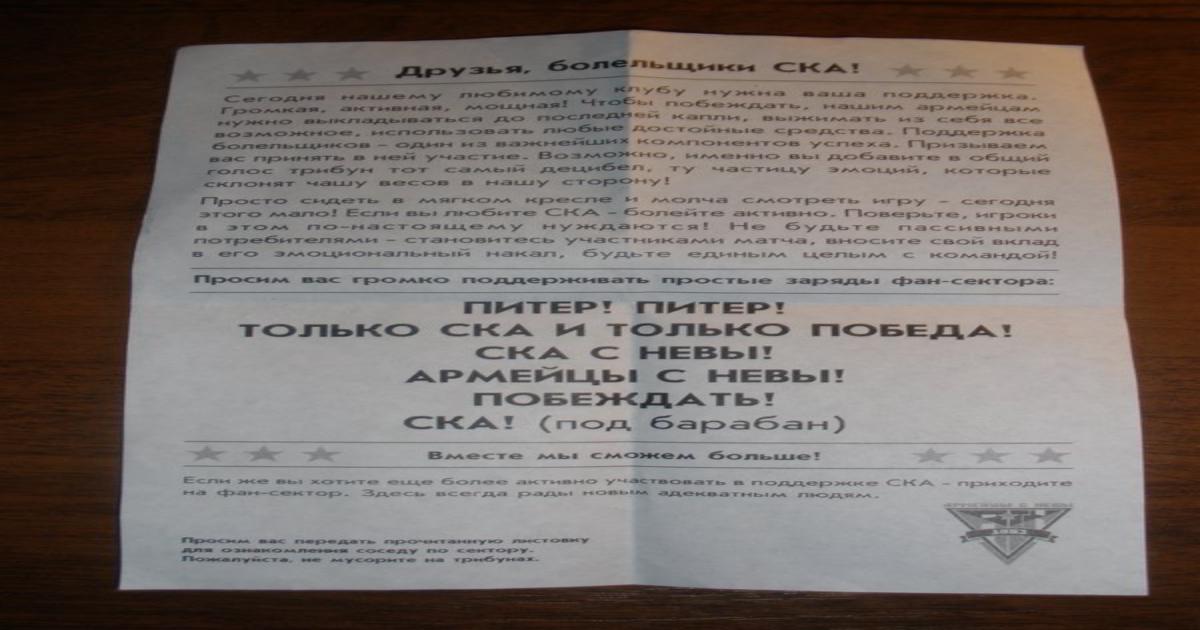 Друзья, болельщики СКА!
Сегодня нашему любимому клубу нужна ваша поддержка.
Громкая, активная, мощная! Чтобы побеждать, нашим армейцам
нужно выкладываться до последней капли, выжимать из себя все
возможное, использовать любые достойные средства. Поддержка
болельщиков – один из важнейших компонентов успеха. Призываем
вас принять в ней участие. Возможно, именно вы добавите в общий
голос трибун тот самый децибел, ту частицу эмоций, которые
склонят чашу весов в нашу сторону!
Просто сидеть в мягком кресле и молча смотреть игру – сегодня
этого мало! Если вы любите СКА – болейте активно. Поверьте, игроки
в этом по-настоящему нуждаются! Не будьте пассивными
потребителями – становитесь участниками матча, вносите свой вклад
в его эмоциональный накал, будьте единым целым с командой!
Просим вас громко поддерживать простые заряды фан-сектора:
ПИТЕР! ПИТЕР!
ТОЛЬКО СКА И ТОЛЬКО ПОБЕДА!
СКА С НЕВЫ!
АРМЕЙЦЫ С НЕВЫ!
ПОБЕЖДАТЬ!
СКА! (под барабан)
Вместе мы сможем больше!
Если же вы хотите еще более активно участвовать в поддержке СКА – приходите
на фан-сектор. Здесь всегда рады новым адекватным людям.
АРМЕЙЦЫ С НЕВЫ
Просим вас передать прочитанную листовку
для ознакомления соседу по сектору.
Пожалуйста, не мусорите на трибунах.